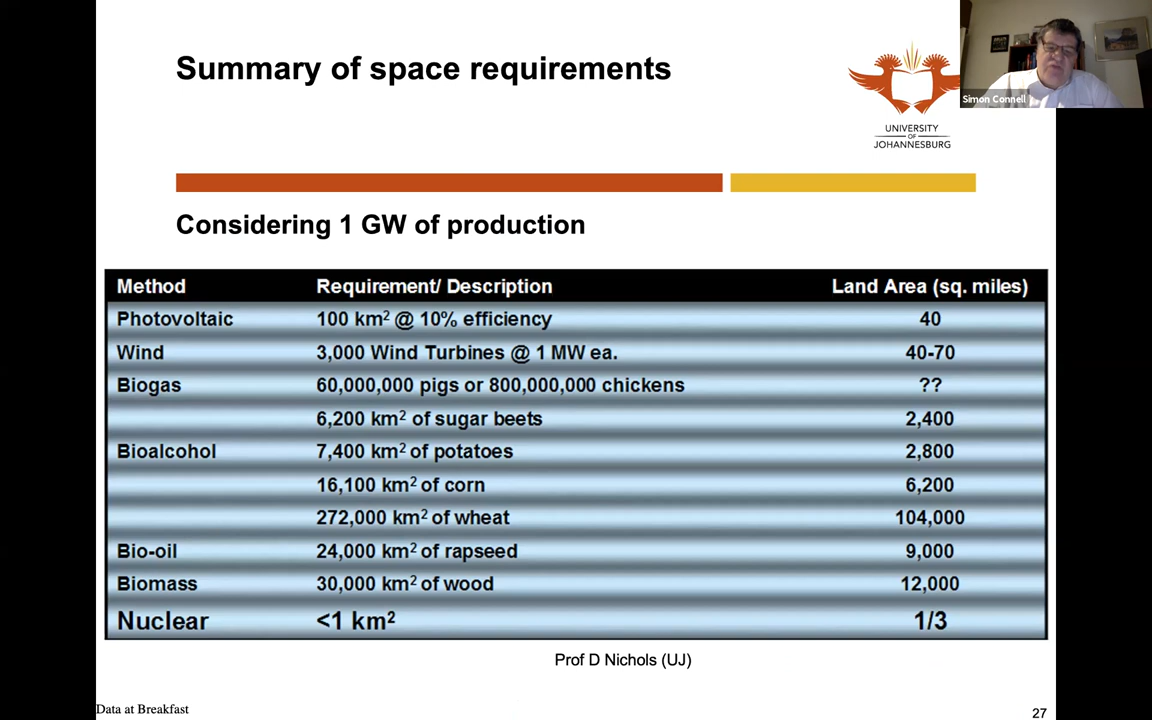 Summary of space requirements
UNIVERSITY
OF
JOHANNESBURG
Simon Connell
Considering 1 GW of production
Method Requirement/ Description Land Area (sq. miles)
Photovoltaic 100 km² @ 10% efficiency 40
Wind 3,000 Wind Turbines @ 1 MW ea. 40-70
Biogas 60,000,000 pigs or 800,000,000 chickens ??
6,200 km² of sugar beets 2,400
Bioalcohol 7,400 km² of potatoes 2,800
16,100 km² of corn 6,200
272,000 km² of wheat 104,000
Bio-oil 24,000 km² of rapseed 9,000
Biomass 30,000 km² of wood 12,000
Nuclear <1 km² 1/3
Prof D Nichols (UJ)
Data at Breakfast
27